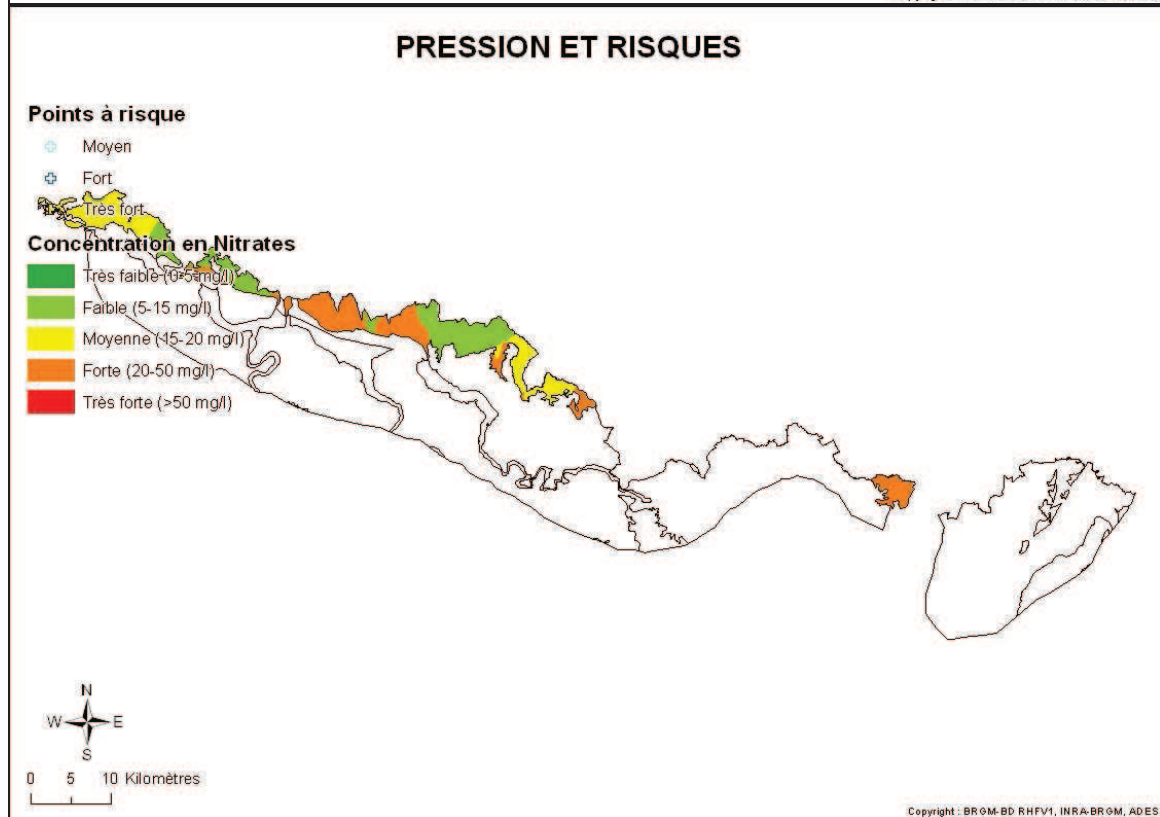 PRESSION ET RISQUES
Points à risque
Moyen
Fort
Très fort
Concentration en Nitrates
Très faible (0-5 mg/l)
Faible (5-15 mg/l)
Moyenne (15-20 mg/l)
Forte (20-50 mg/l)
Très forte (>50 mg/l)
N
W E
S
0 5 10 Kilomètres
Copyright : BRGM-BD RHFV1, INRA-BRGM, ADES